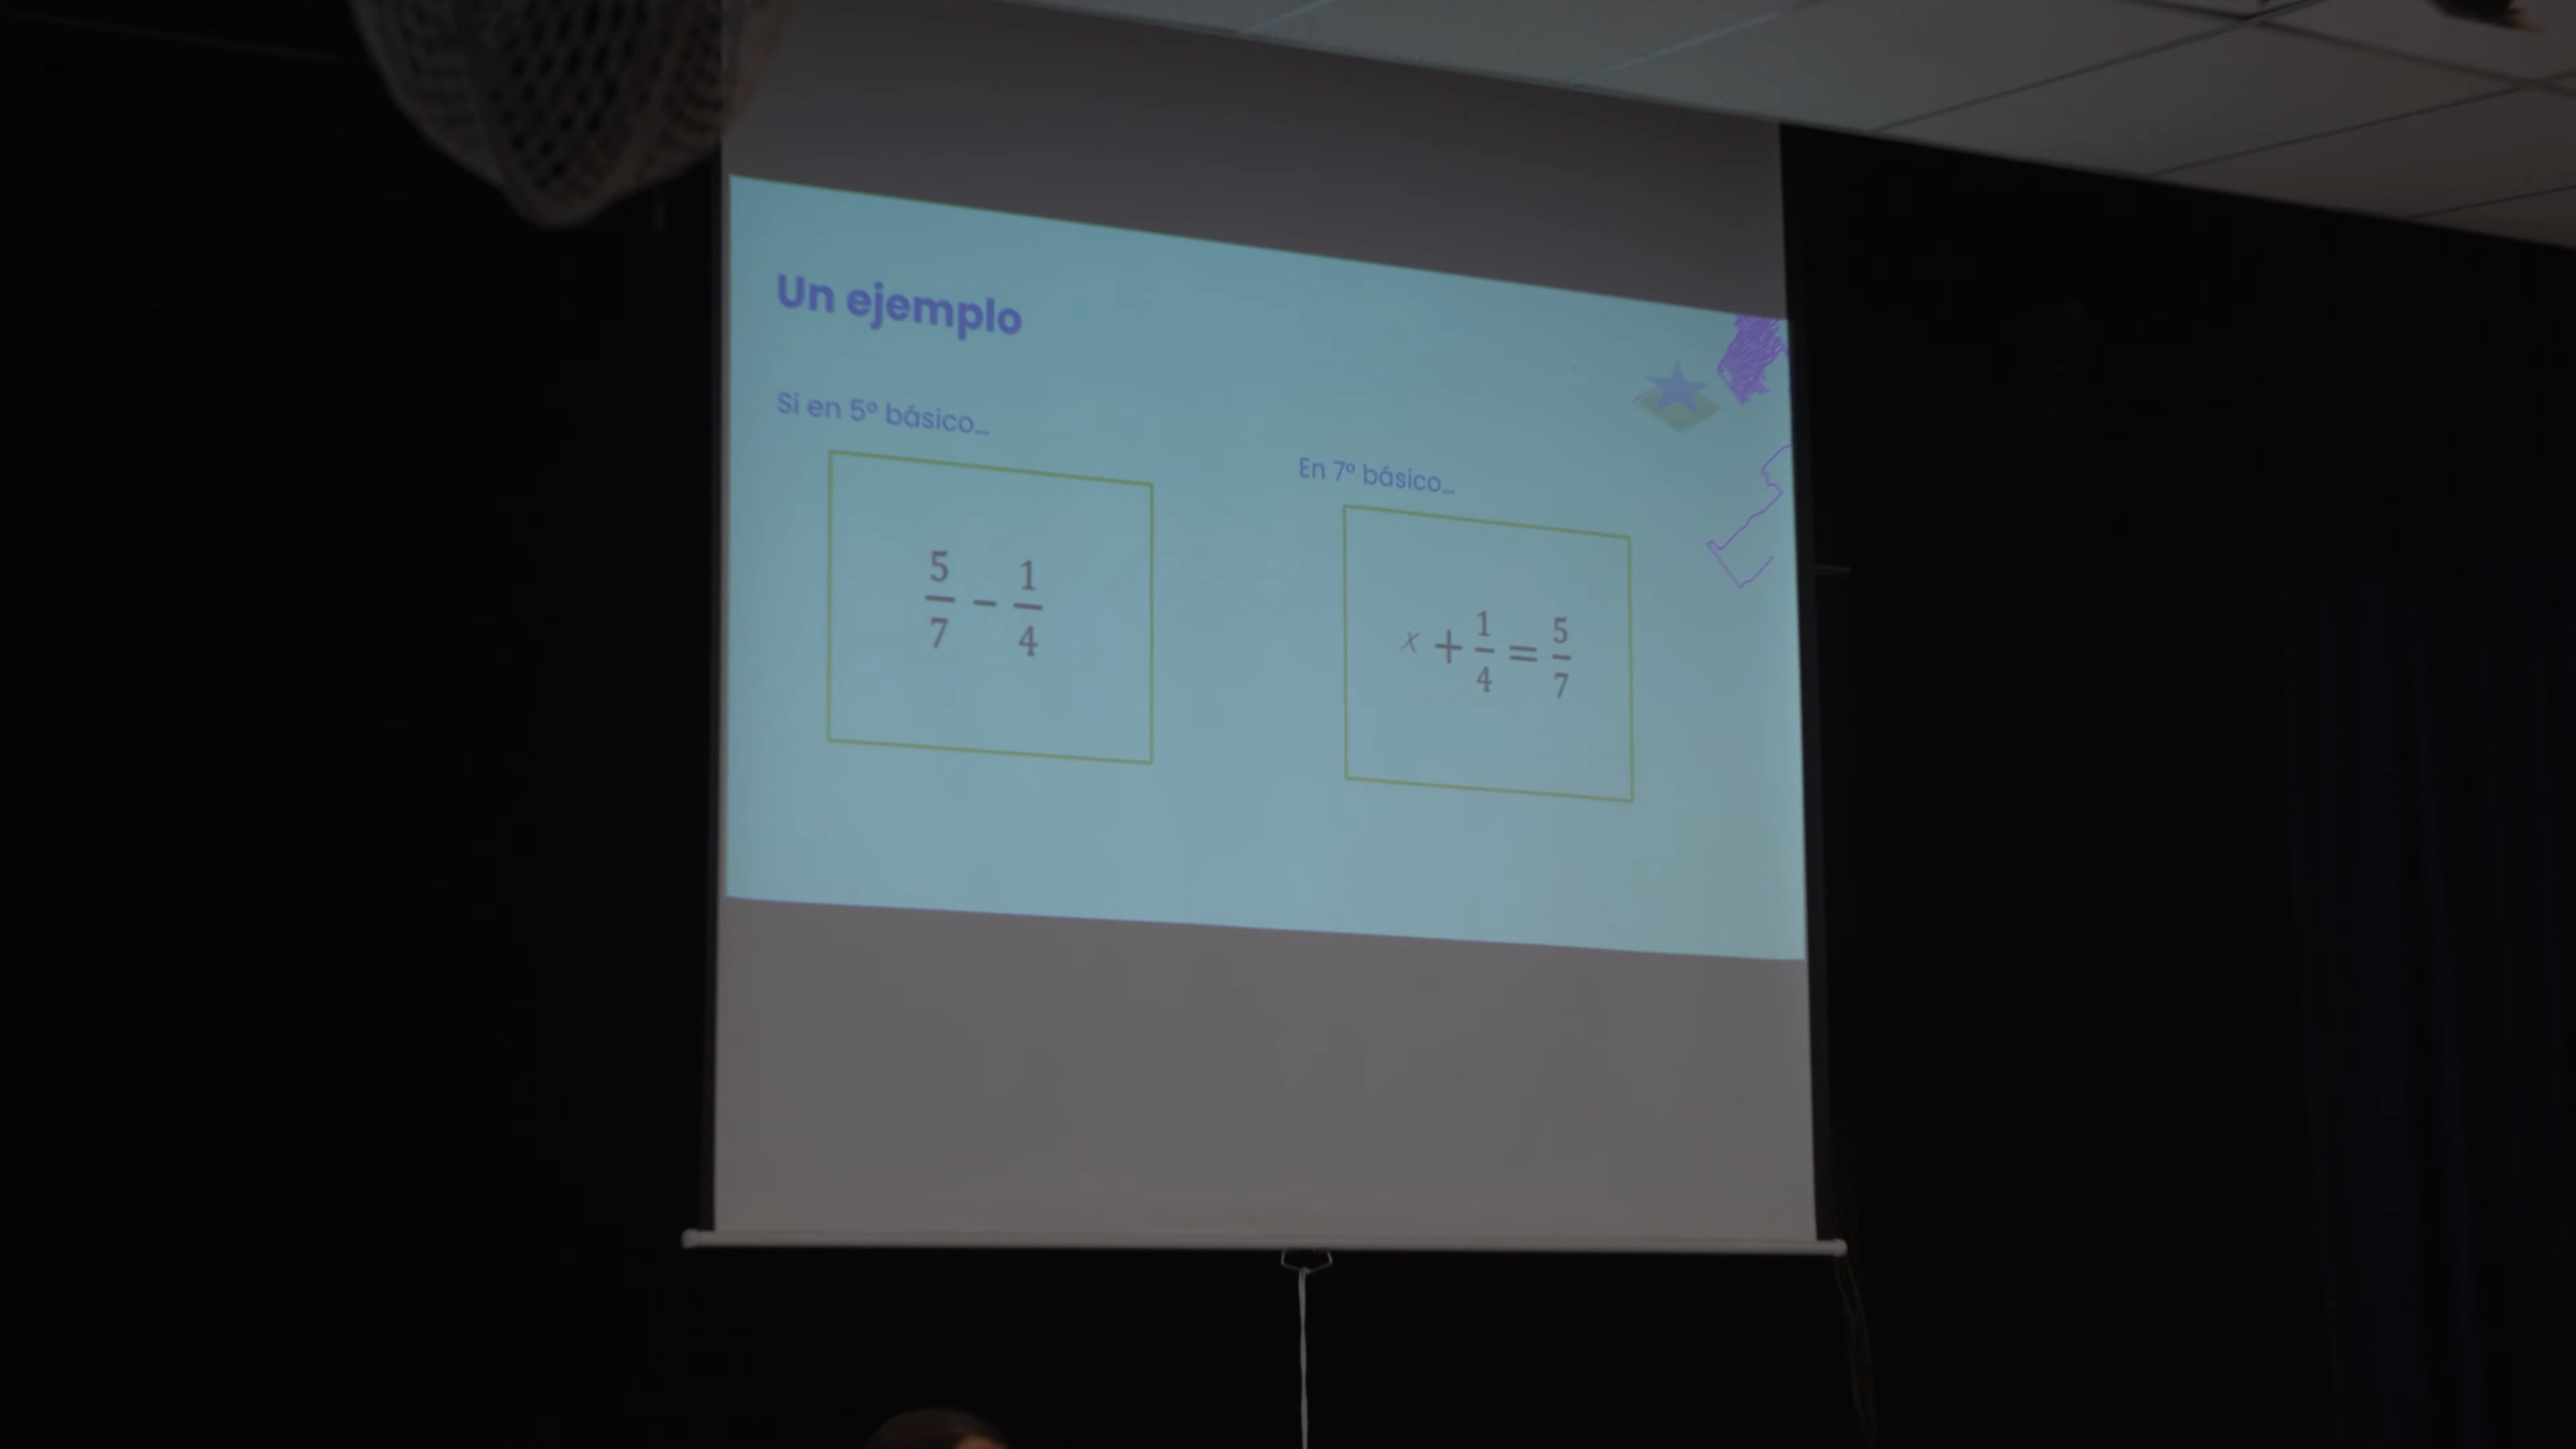 Un ejemplo
Si en 5º básico...
5/7 - 1/4
En 7º básico...
x + 1/4 = 5/7